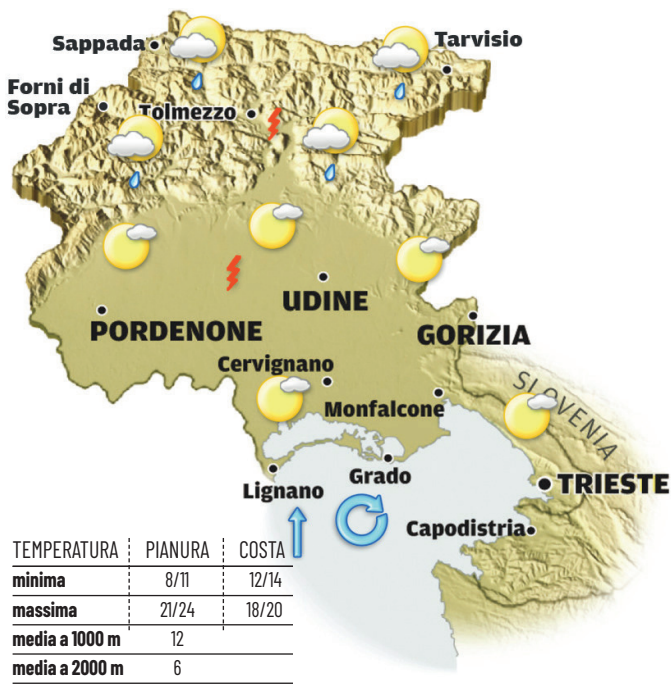 Sappada
Tarvisio
Forni di
Sopra
Tolmezzo
UDINE
PORDENONE
GORIZIA
Cervignano
SLOVENIA
Monfalcone
Grado
TRIESTE
Lignano
Capodistria
TEMPERATURA PIANURA COSTA
minima 8/11 12/14
massima 21/24 18/20
media a 1000 m 12
media a 2000 m 6